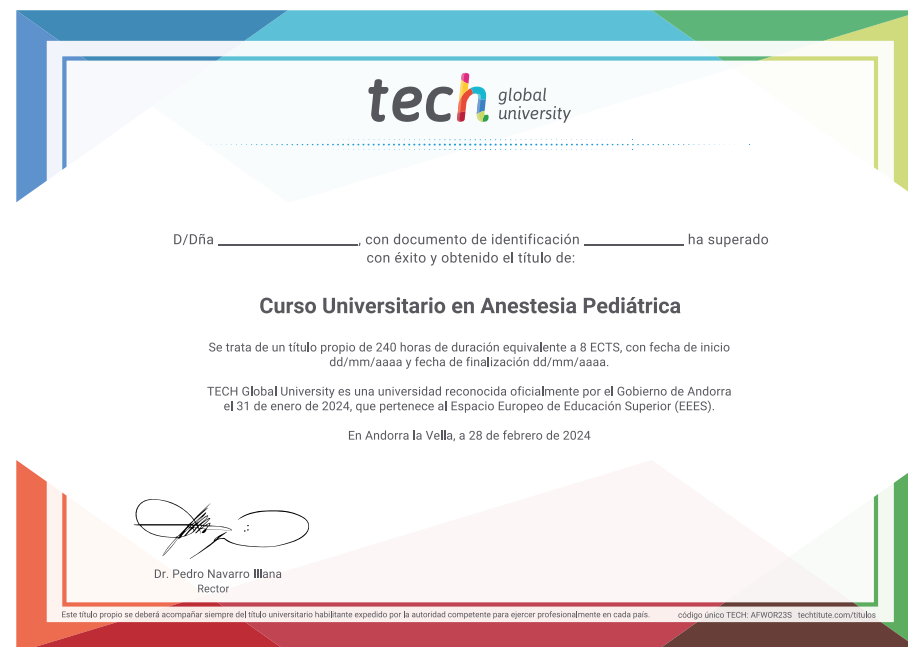 tech global university
D/Dña ______________, con documento de identificación __________ ha superado
con éxito y obtenido el título de:
Curso Universitario en Anestesia Pediátrica
Se trata de un título propio de 240 horas de duración equivalente a 8 ECTS, con fecha de inicio
dd/mm/aaaa y fecha de finalización dd/mm/aaaa.
TECH Global University es una universidad reconocida oficialmente por el Gobierno de Andorra
el 31 de enero de 2024, que pertenece al Espacio Europeo de Educación Superior (EEES).
En Andorra la Vella, a 28 de febrero de 2024
Dr. Pedro Navarro Illana
Rector
Este título propio se deberá acompañar siempre del título universitario habilitante expedido por la autoridad competente para ejercer profesionalmente en cada país. código único TECH: AFWOR23S techtitute.com/titulos